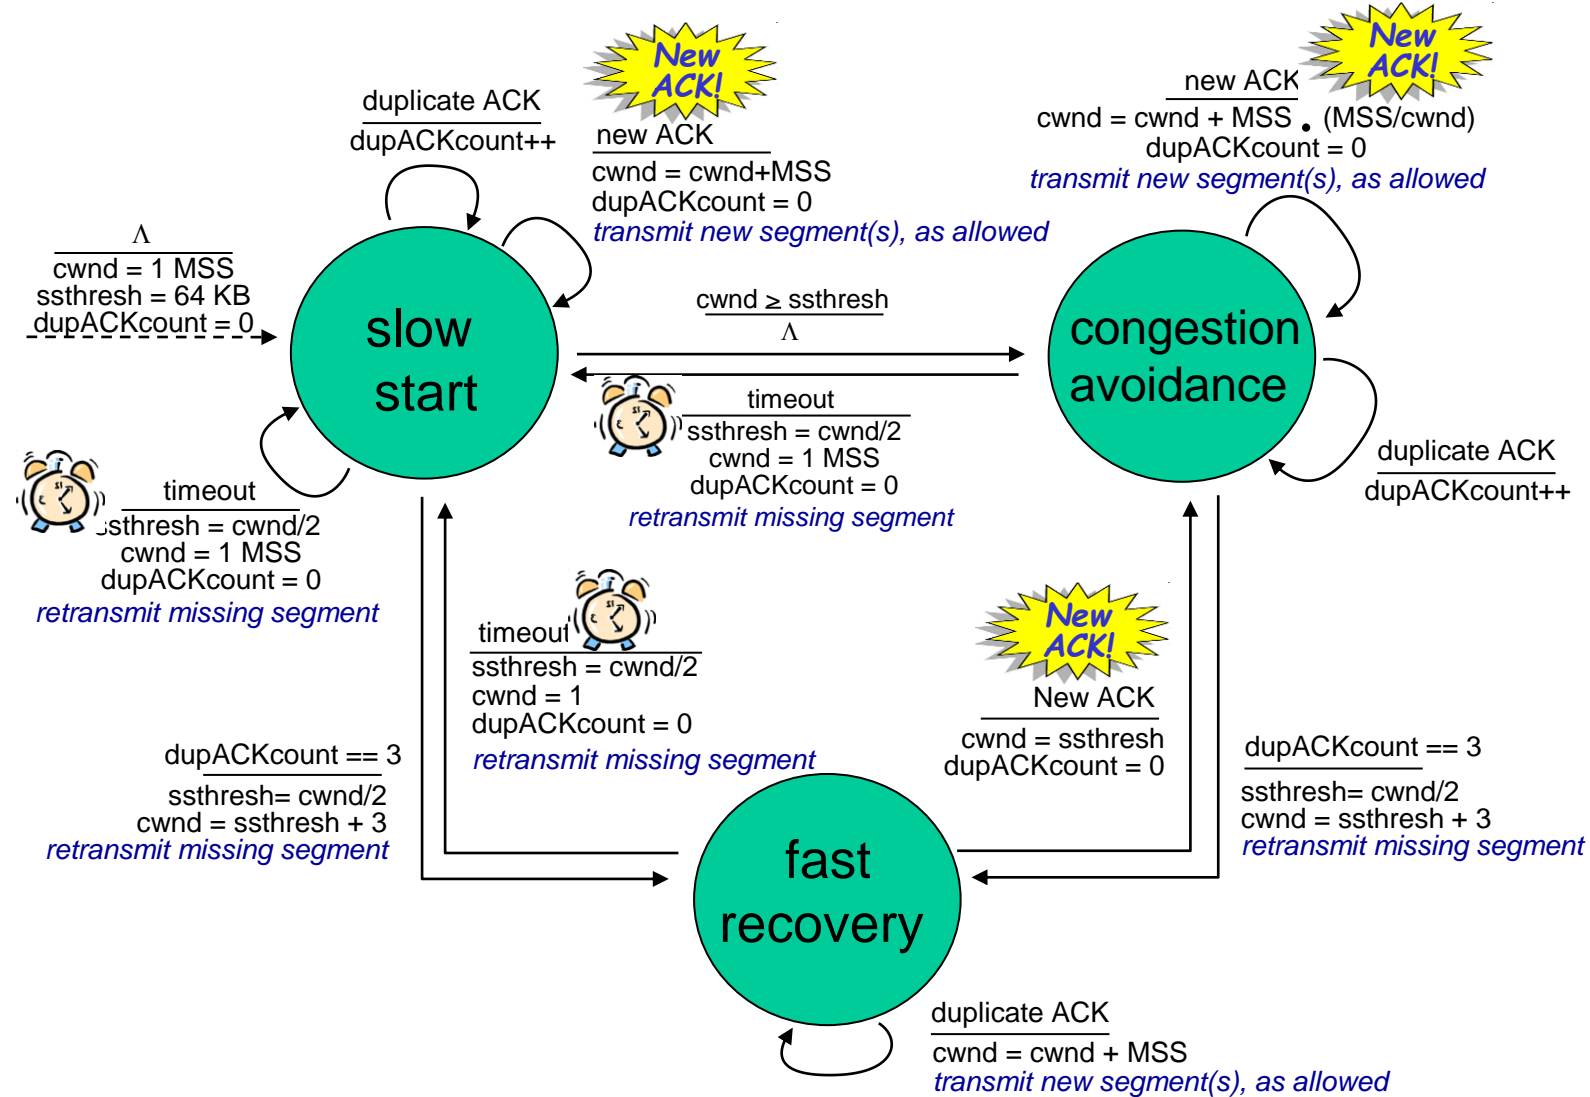 New
ACK!
duplicate ACK
dupACKcount++
new ACK
cwnd = cwnd+MSS
dupACKcount = 0
transmit new segment(s), as allowed
New
ACK!
new ACK
cwnd = cwnd + MSS • (MSS/cwnd)
dupACKcount = 0
transmit new segment(s), as allowed
Λ
cwnd = 1 MSS
ssthresh = 64 KB
dupACKcount = 0
slow
start
cwnd ≥ ssthresh
Λ
congestion
avoidance
timeout
ssthresh = cwnd/2
cwnd = 1 MSS
dupACKcount = 0
retransmit missing segment
duplicate ACK
dupACKcount++
timeout
ssthresh = cwnd/2
cwnd = 1 MSS
dupACKcount = 0
retransmit missing segment
timeout
ssthresh = cwnd/2
cwnd = 1
dupACKcount = 0
retransmit missing segment
New
ACK!
New ACK
cwnd = ssthresh
dupACKcount = 0
dupACKcount == 3
ssthresh= cwnd/2
cwnd = ssthresh + 3
retransmit missing segment
dupACKcount == 3
ssthresh= cwnd/2
cwnd = ssthresh + 3
retransmit missing segment
fast
recovery
duplicate ACK
cwnd = cwnd + MSS
transmit new segment(s), as allowed